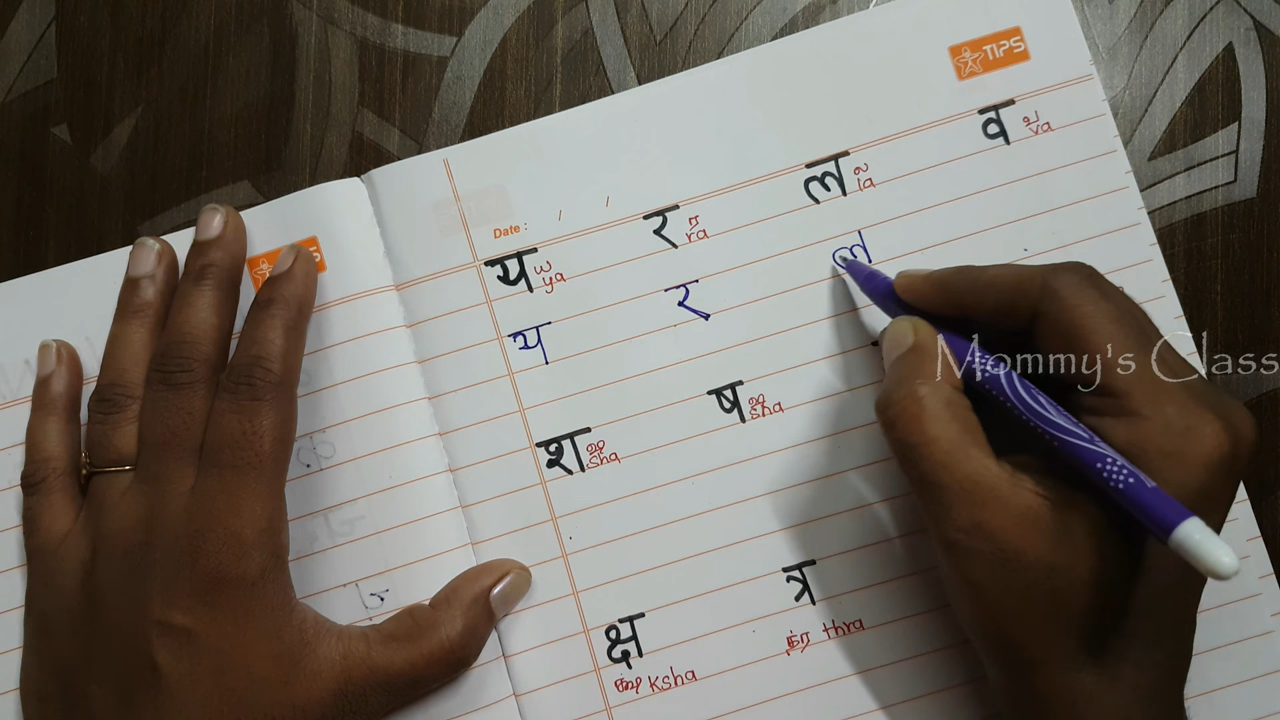 TIPS
Date : / /
य ய ya र ர ra ल ல la व வ va
य र ल
श ஷ sha ष ஷ sha
क्ष க்ஷ ksha त्र த்ர thra
Mommy's Class